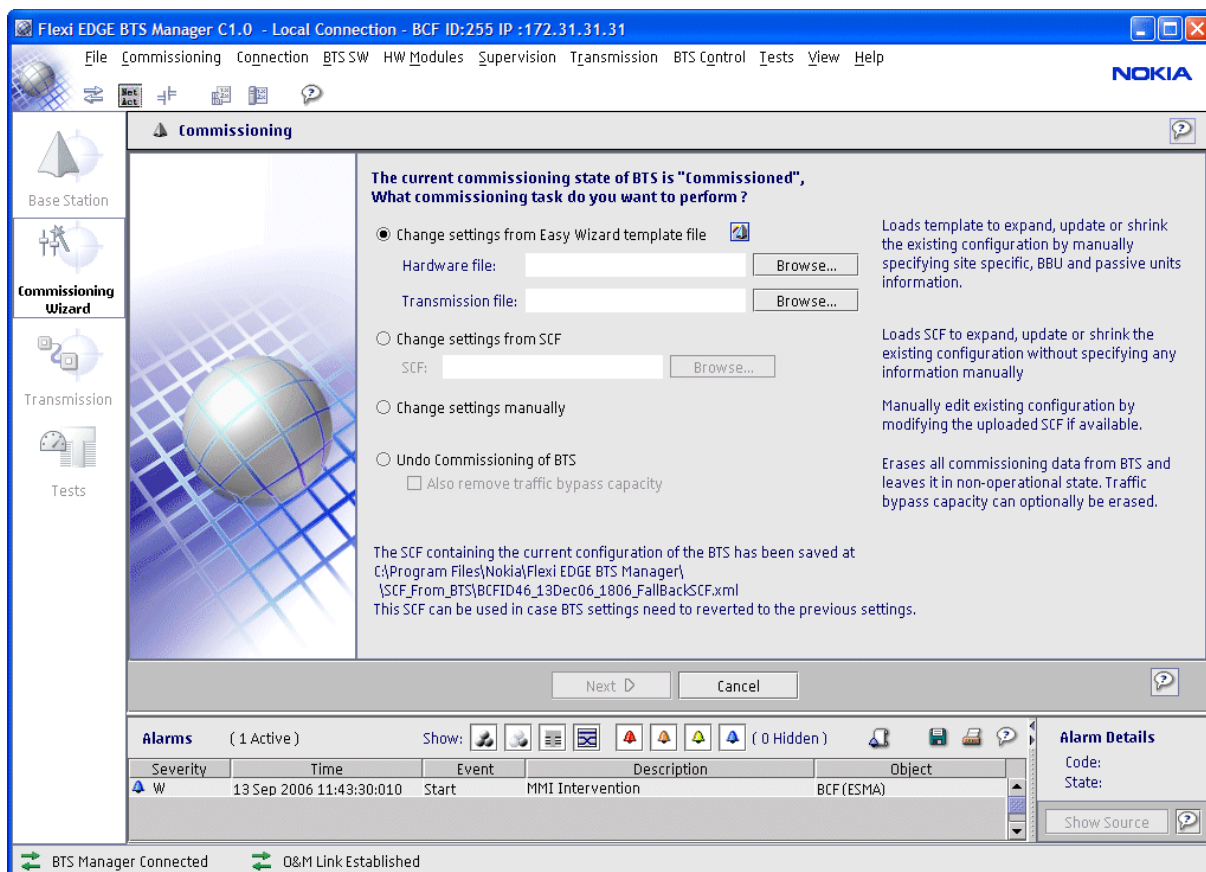 Flexi EDGE BTS Manager C1.0 - Local Connection - BCF ID:255 IP :172.31.31.31
File Commissioning Connection BTS SW HW Modules Supervision Transmission BTS Control Tests View Help
NOKIA
Net
Act
Commissioning
Base Station
Commissioning
Wizard
Transmission
Tests
The current commissioning state of BTS is "Commissioned",
What commissioning task do you want to perform ?
Change settings from Easy Wizard template file
Hardware file:
Browse...
Transmission file:
Browse...
Loads template to expand, update or shrink
the existing configuration by manually
specifying site specific, BBU and passive units
information.
Change settings from SCF
SCF:
Browse...
Loads SCF to expand, update or shrink the
existing configuration without specifying any
information manually
Change settings manually
Manually edit existing configuration by
modifying the uploaded SCF if available.
Undo Commissioning of BTS
Also remove traffic bypass capacity
Erases all commissioning data from BTS and
leaves it in non-operational state. Traffic
bypass capacity can optionally be erased.
The SCF containing the current configuration of the BTS has been saved at
C:\Program Files\Nokia\Flexi EDGE BTS Manager\
\SCF_From_BTS\BCFID46_13Dec06_1806_FallBackSCF.xml
This SCF can be used in case BTS settings need to reverted to the previous settings.
Next
Cancel
Alarms ( 1 Active ) Show: ( 0 Hidden )
Severity Time Event Description Object
W 13 Sep 2006 11:43:30:010 Start MMI Intervention BCF (ESMA)
Alarm Details
Code:
State:
Show Source
BTS Manager Connected O&M Link Established